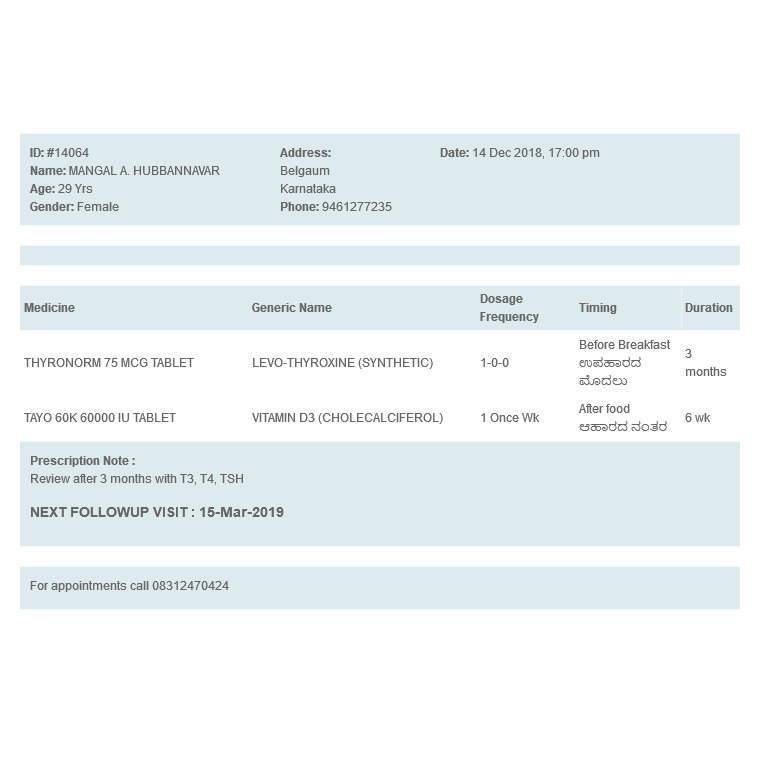 ID: #14064
Name: MANGAL A. HUBBANNAVAR
Age: 29 Yrs
Gender: Female
Address:
Belgaum
Karnataka
Phone: 9461277235
Date: 14 Dec 2018, 17:00 pm
Medicine Generic Name Dosage Frequency Timing Duration
THYRONORM 75 MCG TABLET LEVO-THYROXINE (SYNTHETIC) 1-0-0 Before Breakfast ಉಪಹಾರದ ಮೊದಲು 3 months
TAYO 60K 60000 IU TABLET VITAMIN D3 (CHOLECALCIFEROL) 1 Once Wk After food ಆಹಾರದ ನಂತರ 6 wk
Prescription Note :
Review after 3 months with T3, T4, TSH
NEXT FOLLOWUP VISIT : 15-Mar-2019
For appointments call 08312470424